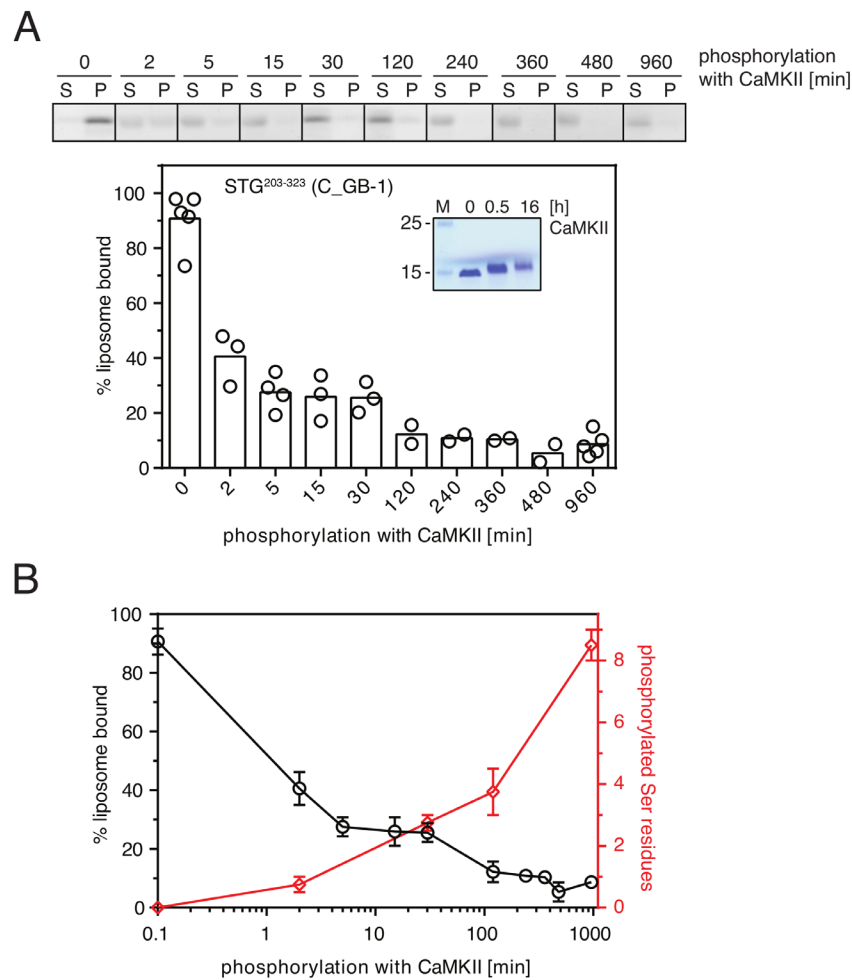 A
0 2 5 15 30 120 240 360 480 960 phosphorylation
S P S P S P S P S P S P S P S P S P S P with CaMKII [min]
STG203-323 (C_GB-1)
M 0 0.5 16 [h]
25 - CaMKII
15 -
% liposome bound
100
80
60
40
20
0
0 2 5 15 30 120 240 360 480 960
phosphorylation with CaMKII [min]
B
% liposome bound
100
80
60
40
20
0
phosphorylated Ser residues
8
6
4
2
0
0.1 1 10 100 1000
phosphorylation with CaMKII [min]